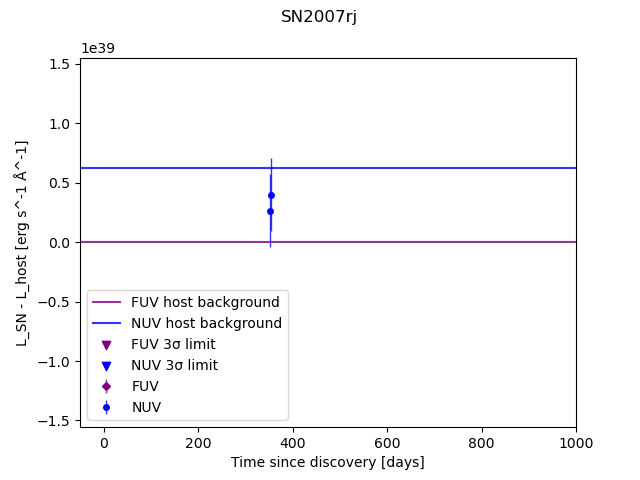 SN2007rj
1e39
L_SN - L_host [erg s^-1 Å^-1]
1.5
1.0
0.5
0.0
−0.5
−1.0
−1.5
FUV host background
NUV host background
FUV 3σ limit
NUV 3σ limit
FUV
NUV
0 200 400 600 800 1000
Time since discovery [days]